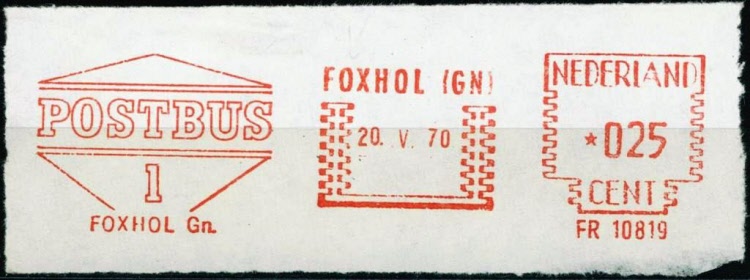 POSTBUS
1
FOXHOL Gn.
FOXHOL (GN)
20. V. 70
NEDERLAND
*025
CENT
FR 10819